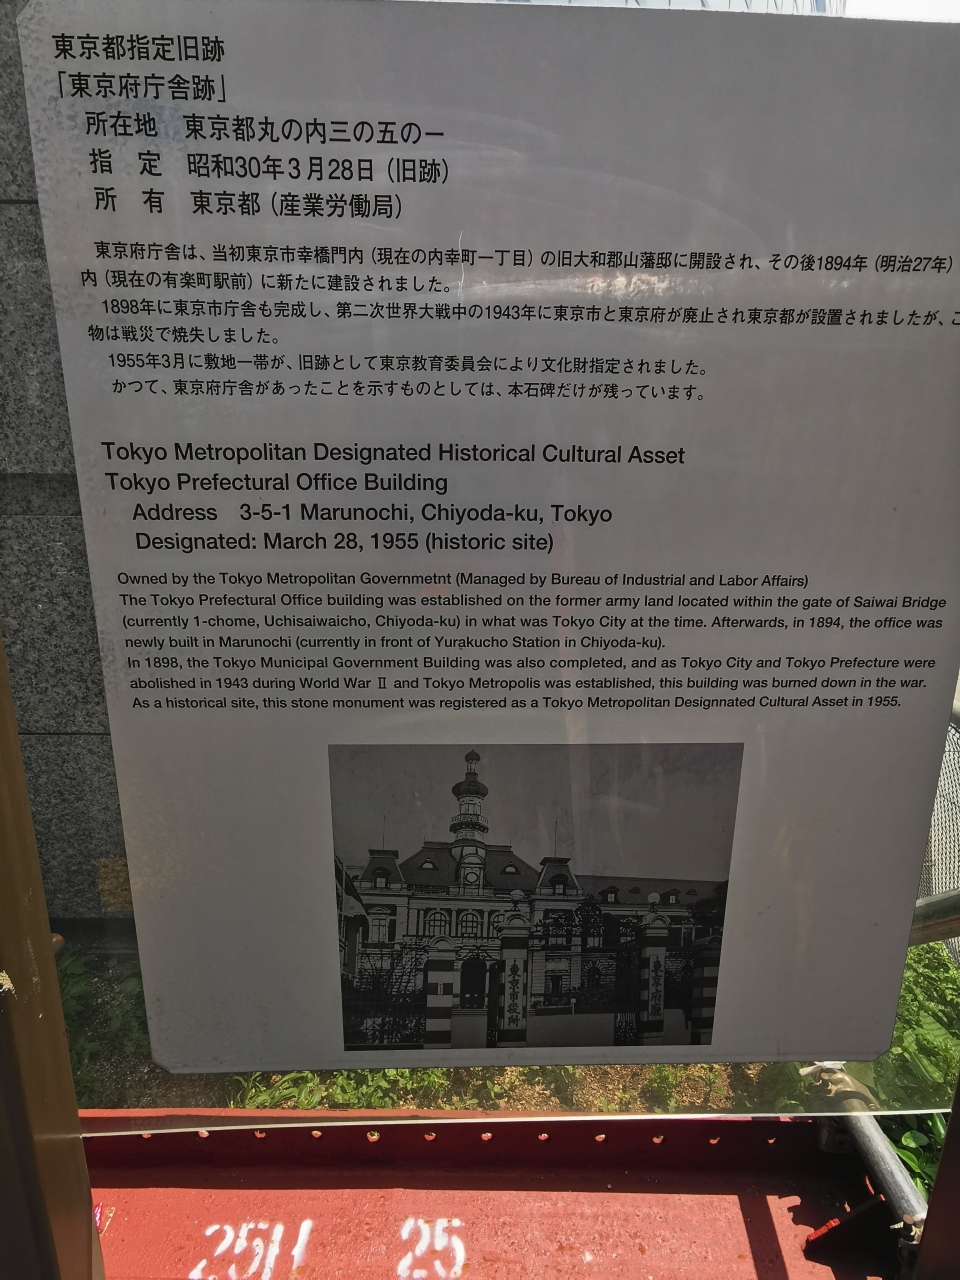 東京都指定旧跡
「東京府庁舎跡」
所在地 東京都丸の内三の五の一
指 定 昭和30年3月28日（旧跡）
所 有 東京都（産業労働局）
東京府庁舎は、当初東京市幸橋門内（現在の内幸町一丁目）の旧大和郡山藩邸に開設され、その後1894年（明治27年）
内（現在の有楽町駅前）に新たに建設されました。
1898年に東京市庁舎も完成し、第二次世界大戦中の1943年に東京市と東京府が廃止され東京都が設置されましたが、こ
物は戦災で焼失しました。
1955年3月に敷地一帯が、旧跡として東京教育委員会により文化財指定されました。
かつて、東京府庁舎があったことを示すものとしては、本石碑だけが残っています。
Tokyo Metropolitan Designated Historical Cultural Asset
Tokyo Prefectural Office Building
Address 3-5-1 Marunochi, Chiyoda-ku, Tokyo
Designated: March 28, 1955 (historic site)
Owned by the Tokyo Metropolitan Governmetnt (Managed by Bureau of Industrial and Labor Affairs)
The Tokyo Prefectural Office building was established on the former army land located within the gate of Saiwai Bridge
(currently 1-chome, Uchisaiwaicho, Chiyoda-ku) in what was Tokyo City at the time. Afterwards, in 1894, the office was
newly built in Marunochi (currently in front of Yurakucho Station in Chiyoda-ku).
In 1898, the Tokyo Municipal Government Building was also completed, and as Tokyo City and Tokyo Prefecture were
abolished in 1943 during World War Ⅱ and Tokyo Metropolis was established, this building was burned down in the war.
As a historical site, this stone monument was registered as a Tokyo Metropolitan Designnated Cultural Asset in 1955.
東京市役所
東京府廳
25H 25